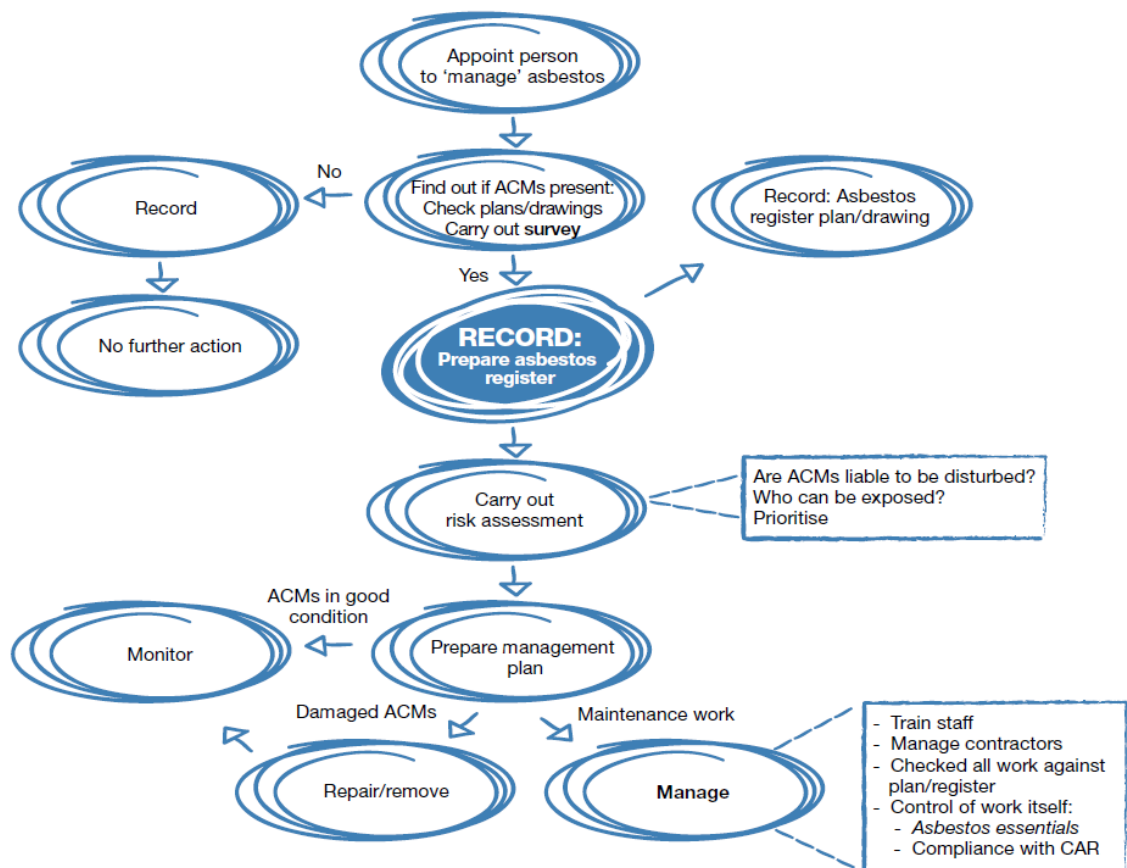 Appoint person
to ‘manage’ asbestos
No
Record
Find out if ACMs present:
Check plans/drawings
Carry out survey
Record: Asbestos
register plan/drawing
Yes
No further action
RECORD:
Prepare asbestos
register
Carry out
risk assessment
Are ACMs liable to be disturbed?
Who can be exposed?
Prioritise
ACMs in good
condition
Monitor
Prepare management
plan
Damaged ACMs
Maintenance work
Repair/remove
Manage
- Train staff
- Manage contractors
- Checked all work against
plan/register
- Control of work itself:
- Asbestos essentials
- Compliance with CAR